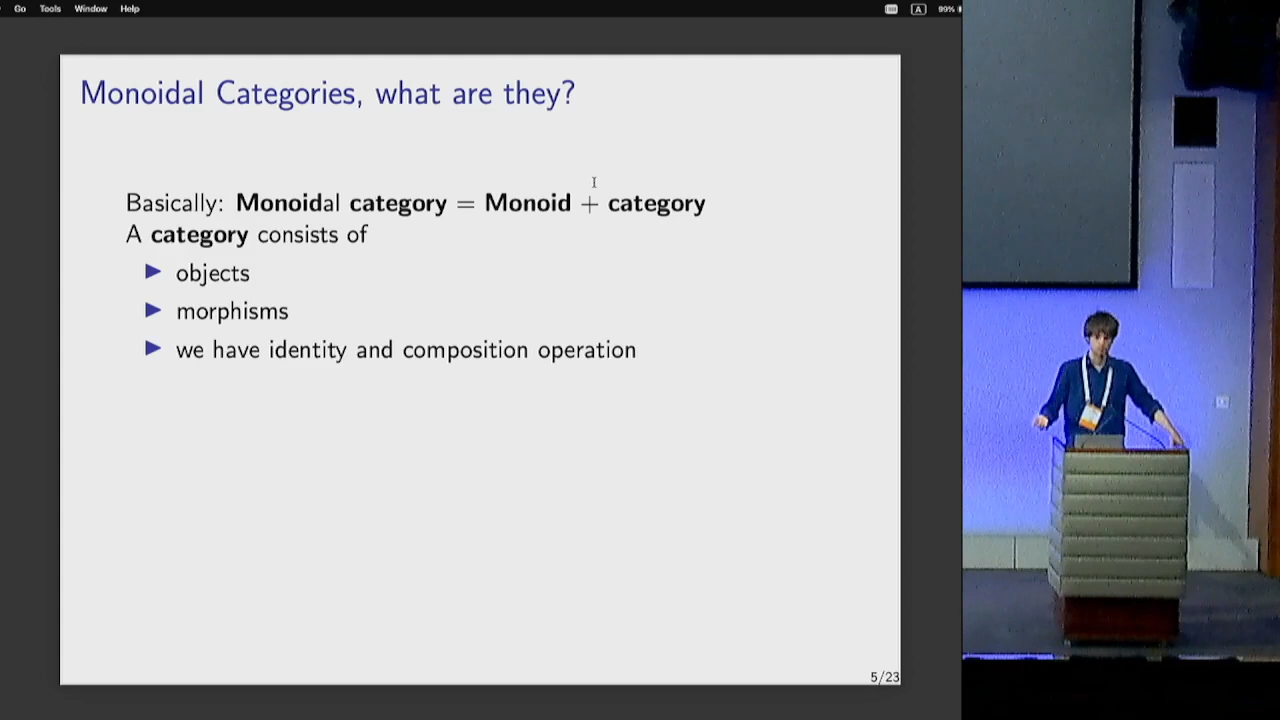 Go Tools Window Help
A 99%
Monoidal Categories, what are they?
Basically: Monoidal category = Monoid + category
A category consists of
▶ objects
▶ morphisms
▶ we have identity and composition operation
5/23